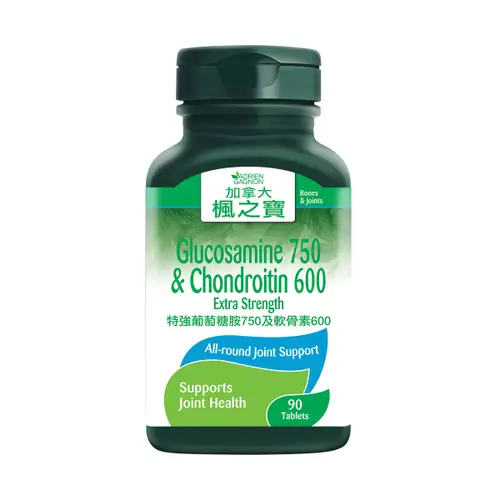 ADRIEN
GAGNON
加拿大
楓之寶
Bones
& Joints
Glucosamine 750
& Chondroitin 600
Extra Strength
特強葡萄糖胺750及軟骨素600
All-round Joint Support
Supports
Joint Health
90
Tablets